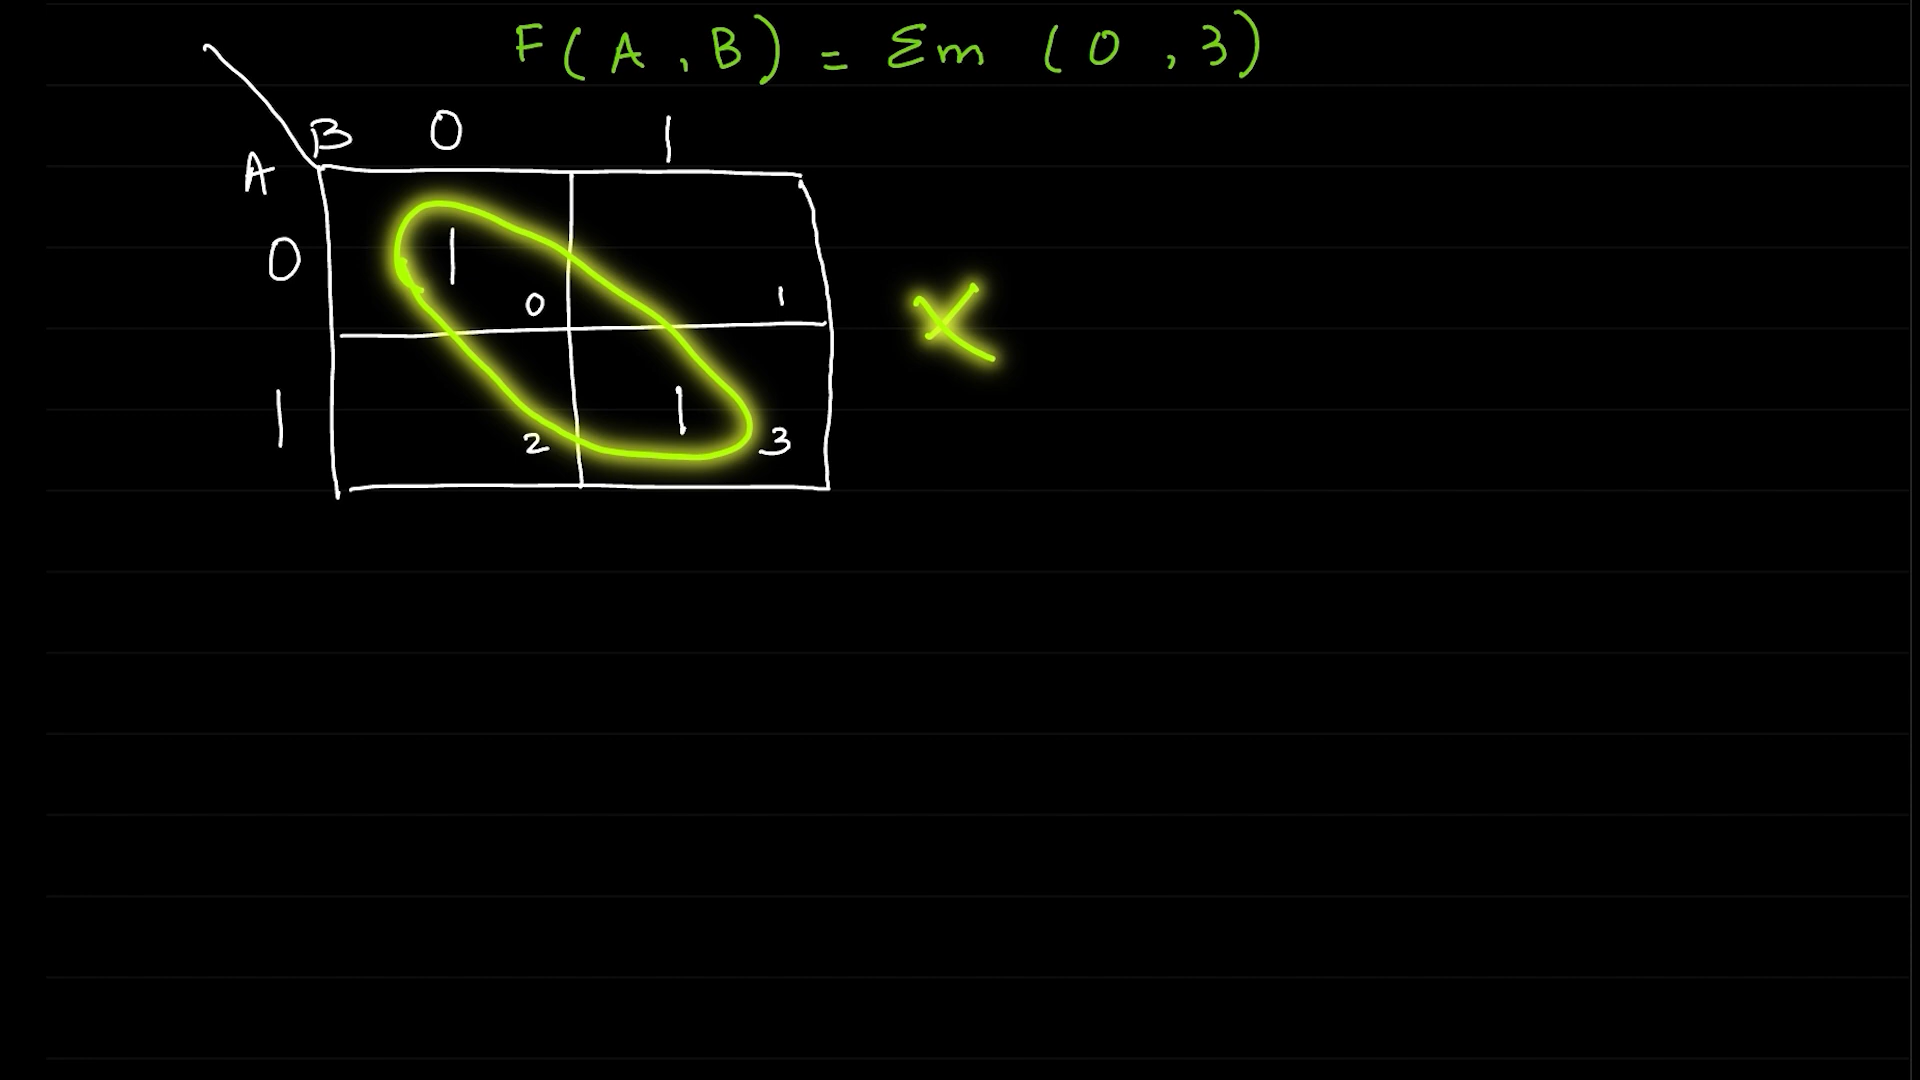 F(A,B) = Σm (0,3)
B 0 1
A
0 1 0 1
1 2 1 3
X